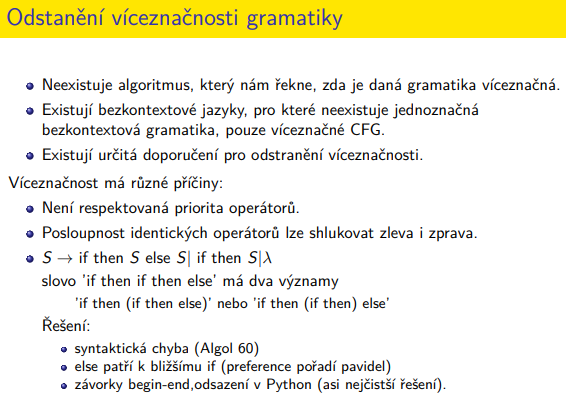 Odstanění víceznačnosti gramatiky
Neexistuje algoritmus, který nám řekne, zda je daná gramatika víceznačná.
Existují bezkontextové jazyky, pro které neexistuje jednoznačná
bezkontextová gramatika, pouze víceznačné CFG.
Existují určitá doporučení pro odstranění víceznačnosti.
Víceznačnost má různé příčiny:
Není respektovaná priorita operátorů.
Posloupnost identických operátorů lze shlukovat zleva i zprava.
S → if then S else S| if then S|λ
slovo 'if then if then else' má dva významy
'if then (if then else)' nebo 'if then (if then) else'
Řešení:
syntaktická chyba (Algol 60)
else patří k bližšímu if (preference pořadí pavidel)
závorky begin-end,odsazení v Python (asi nejčistší řešení).